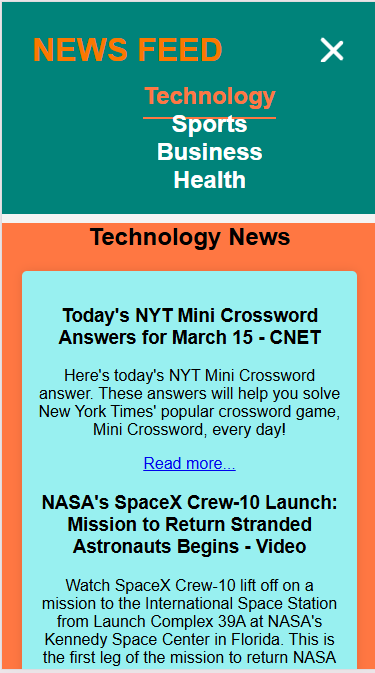 NEWS FEED
Technology
Sports
Business
Health
Technology News
Today's NYT Mini Crossword
Answers for March 15 - CNET
Here's today's NYT Mini Crossword
answer. These answers will help you solve
New York Times' popular crossword game,
Mini Crossword, every day!
Read more...
NASA's SpaceX Crew-10 Launch:
Mission to Return Stranded
Astronauts Begins - Video
Watch SpaceX Crew-10 lift off on a
mission to the International Space Station
from Launch Complex 39A at NASA's
Kennedy Space Center in Florida. This is
the first leg of the mission to return NASA